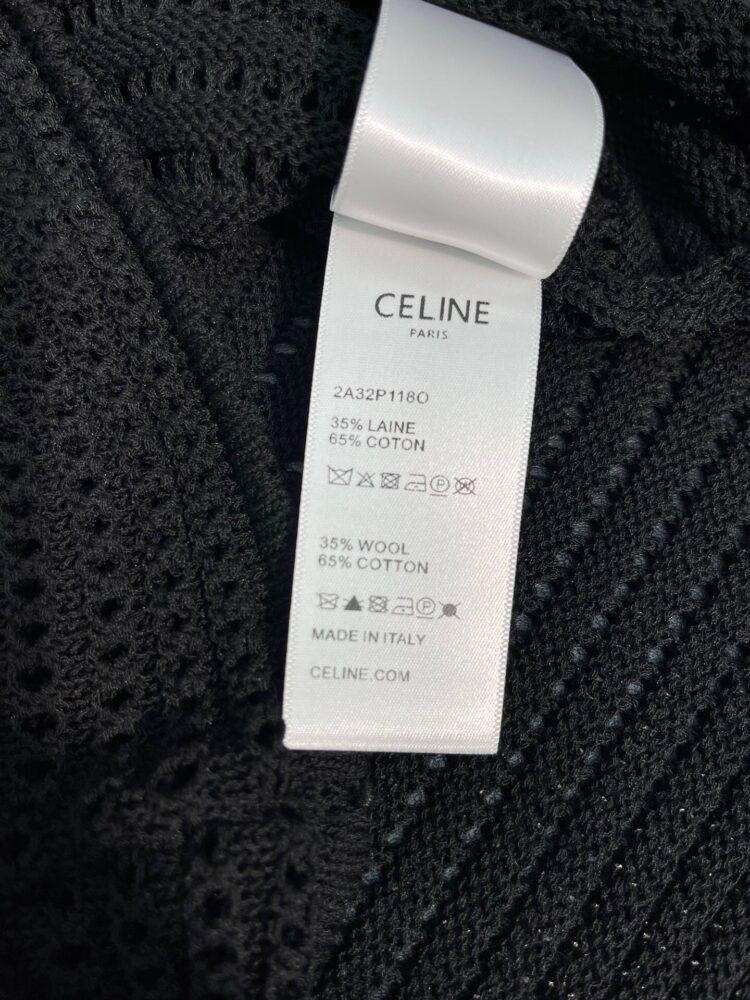 CELINE
PARIS
2A32P118O
35% LAINE
65% COTON
P
35% WOOL
65% COTTON
P
MADE IN ITALY
CELINE.COM